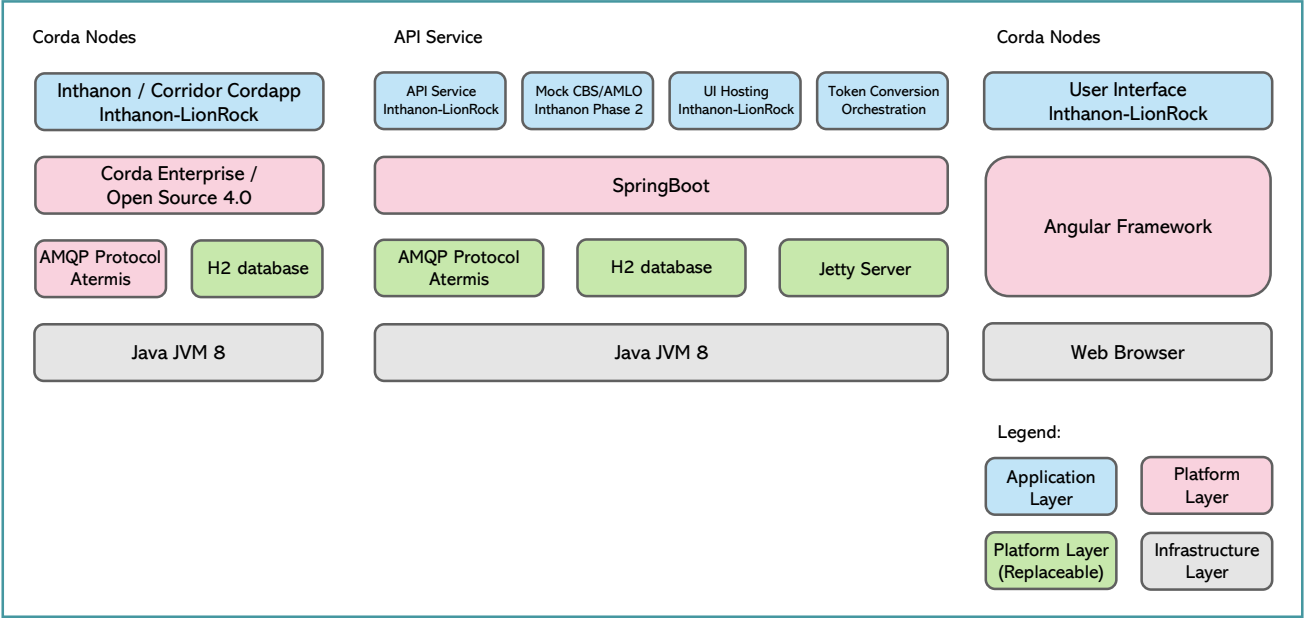 Corda Nodes
Inthanon / Corridor Cordapp
Inthanon-LionRock
Corda Enterprise /
Open Source 4.0
AMQP Protocol
Atermis
H2 database
Java JVM 8
API Service
API Service
Inthanon-LionRock
Mock CBS/AMLO
Inthanon Phase 2
UI Hosting
Inthanon-LionRock
Token Conversion
Orchestration
SpringBoot
AMQP Protocol
Atermis
H2 database
Jetty Server
Java JVM 8
Corda Nodes
User Interface
Inthanon-LionRock
Angular Framework
Web Browser
Legend:
Application
Layer
Platform
Layer
Platform Layer
(Replaceable)
Infrastructure
Layer